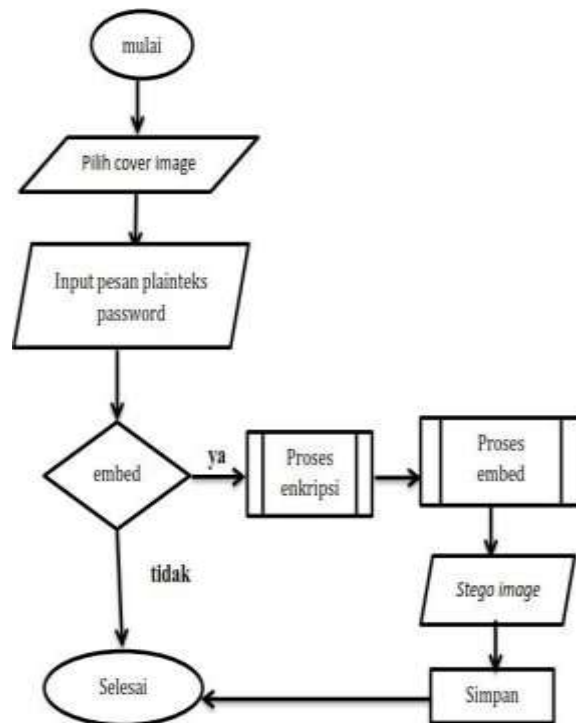 mulai
Pilih cover image
Input pesan plainteks
password
embed
ya
Proses
enkripsi
Proses
embed
tidak
Stego image
Simpan
Selesai